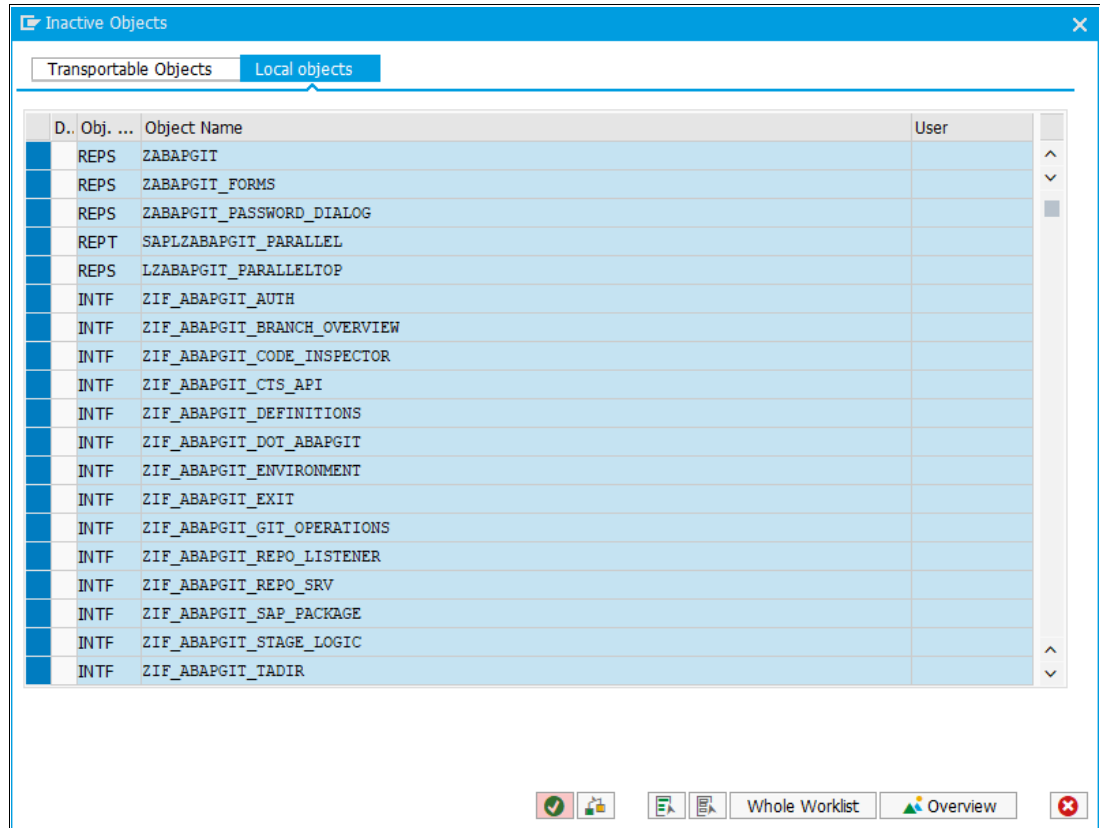 Inactive Objects
Transportable Objects Local objects
D.. Obj. ... Object Name User
REPS ZABAPGIT
REPS ZABAPGIT_FORMS
REPS ZABAPGIT_PASSWORD_DIALOG
REPT SAPLZABAPGIT_PARALLEL
REPS LZABAPGIT_PARALLELTOP
INTF ZIF_ABAPGIT_AUTH
INTF ZIF_ABAPGIT_BRANCH_OVERVIEW
INTF ZIF_ABAPGIT_CODE_INSPECTOR
INTF ZIF_ABAPGIT_CTS_API
INTF ZIF_ABAPGIT_DEFINITIONS
INTF ZIF_ABAPGIT_DOT_ABAPGIT
INTF ZIF_ABAPGIT_ENVIRONMENT
INTF ZIF_ABAPGIT_EXIT
INTF ZIF_ABAPGIT_GIT_OPERATIONS
INTF ZIF_ABAPGIT_REPO_LISTENER
INTF ZIF_ABAPGIT_REPO_SRV
INTF ZIF_ABAPGIT_SAP_PACKAGE
INTF ZIF_ABAPGIT_STAGE_LOGIC
INTF ZIF_ABAPGIT_TADIR
Whole Worklist Overview